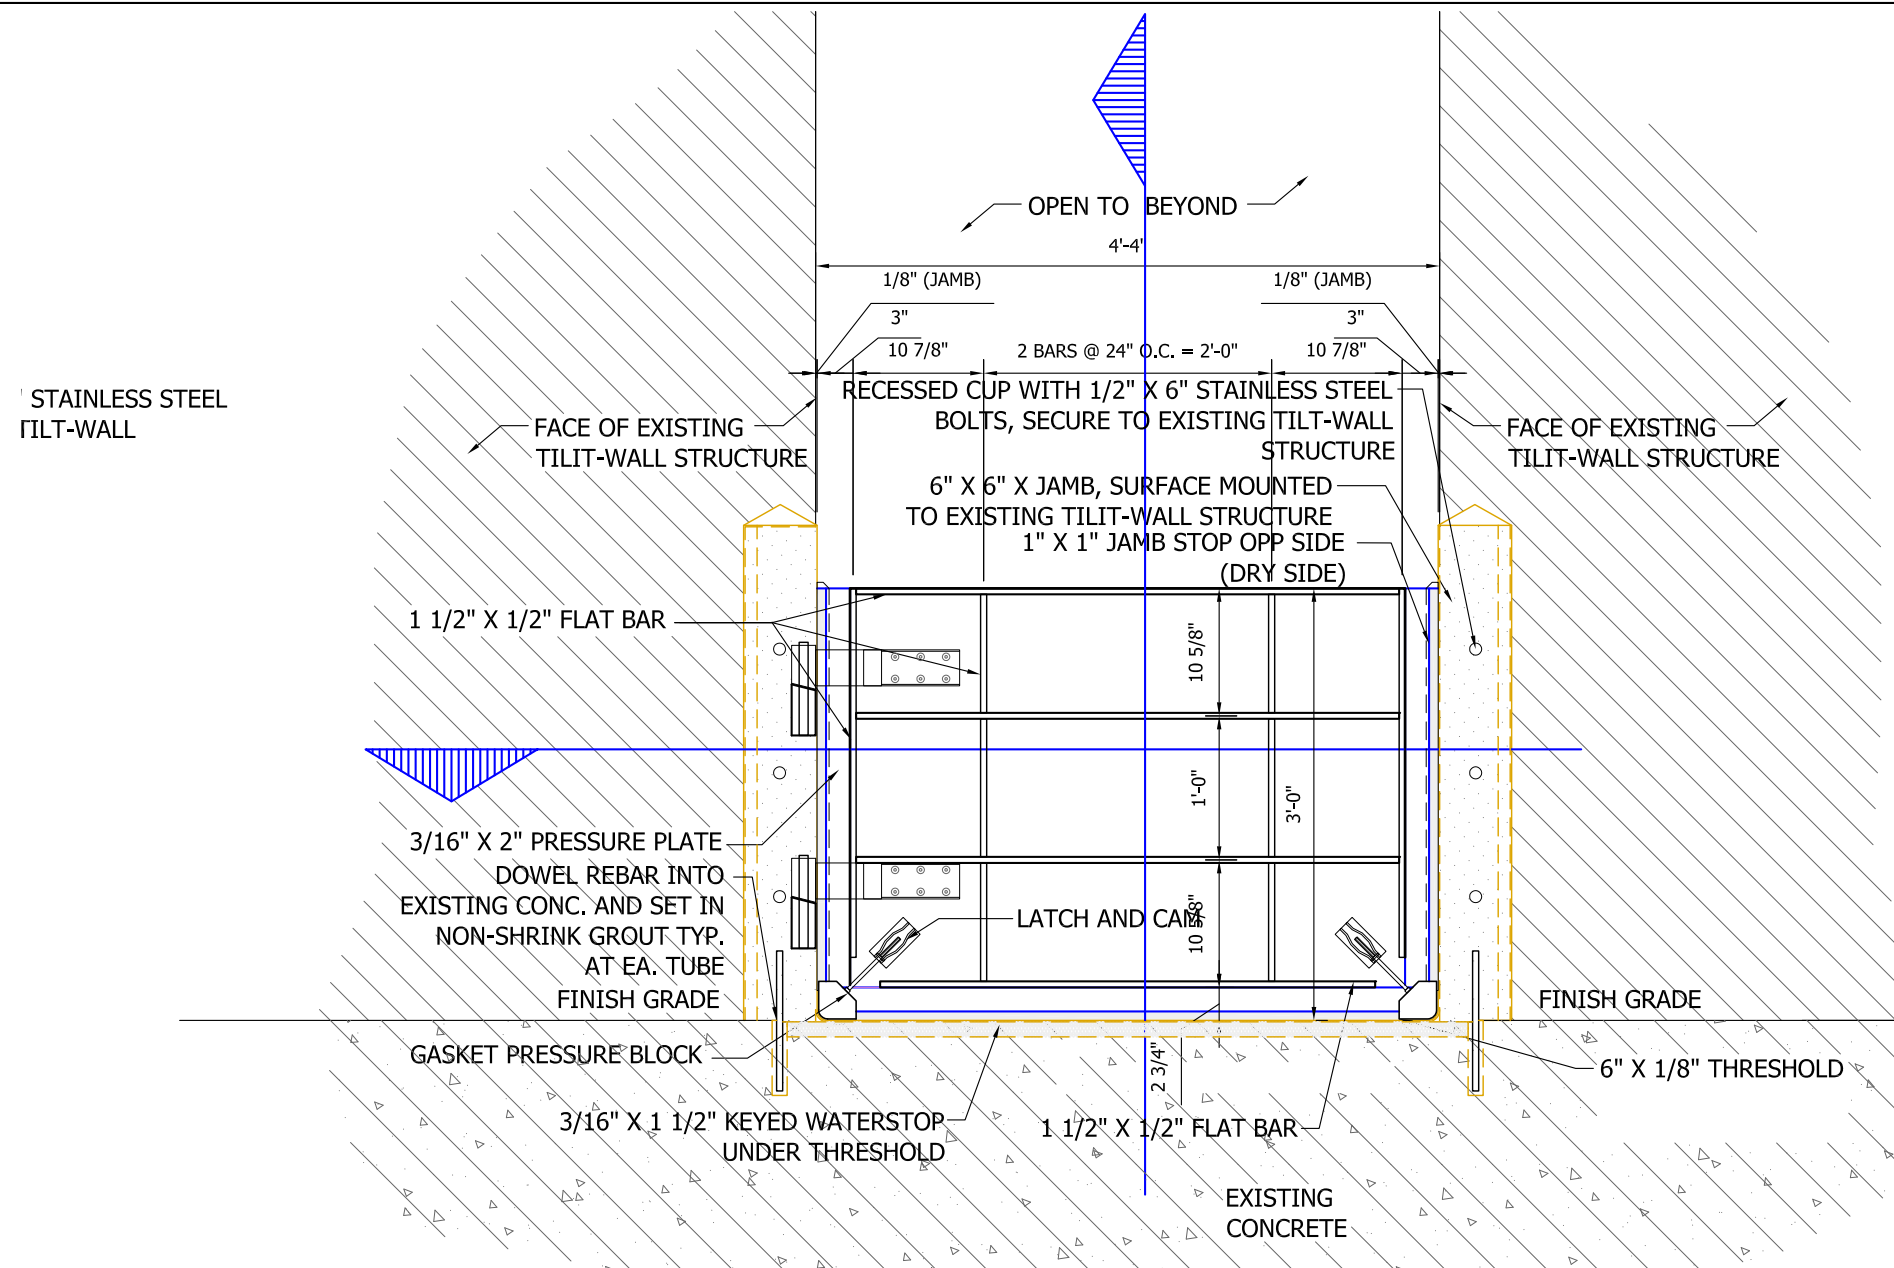 OPEN TO BEYOND
4'-4"
1/8" (JAMB)
1/8" (JAMB)
3"
3"
10 7/8"
2 BARS @ 24" O.C. = 2'-0"
10 7/8"
STAINLESS STEEL
TILT-WALL
RECESSED CUP WITH 1/2" X 6" STAINLESS STEEL
BOLTS, SECURE TO EXISTING TILT-WALL
STRUCTURE
FACE OF EXISTING
TILIT-WALL STRUCTURE
FACE OF EXISTING
TILIT-WALL STRUCTURE
6" X 6" X JAMB, SURFACE MOUNTED
TO EXISTING TILIT-WALL STRUCTURE
1" X 1" JAMB STOP OPP SIDE
(DRY SIDE)
1 1/2" X 1/2" FLAT BAR
10 5/8"
1'-0"
3'-0"
10 5/8"
3/16" X 2" PRESSURE PLATE
DOWEL REBAR INTO
EXISTING CONC. AND SET IN
NON-SHRINK GROUT TYP.
AT EA. TUBE
LATCH AND CAM
FINISH GRADE
FINISH GRADE
GASKET PRESSURE BLOCK
2 3/4"
6" X 1/8" THRESHOLD
3/16" X 1 1/2" KEYED WATERSTOP
UNDER THRESHOLD
1 1/2" X 1/2" FLAT BAR
EXISTING
CONCRETE